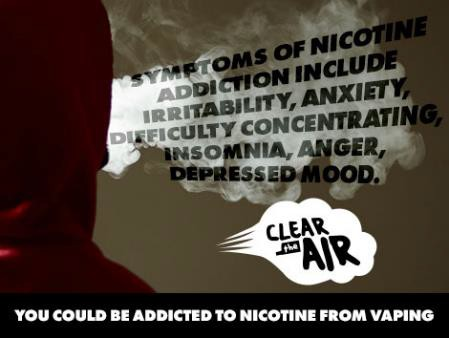 SYMPTOMS OF NICOTINE
ADDICTION INCLUDE
IRRITABILITY, ANXIETY,
DIFFICULTY CONCENTRATING,
INSOMNIA, ANGER,
DEPRESSED MOOD.
CLEAR
the
AIR
YOU COULD BE ADDICTED TO NICOTINE FROM VAPING